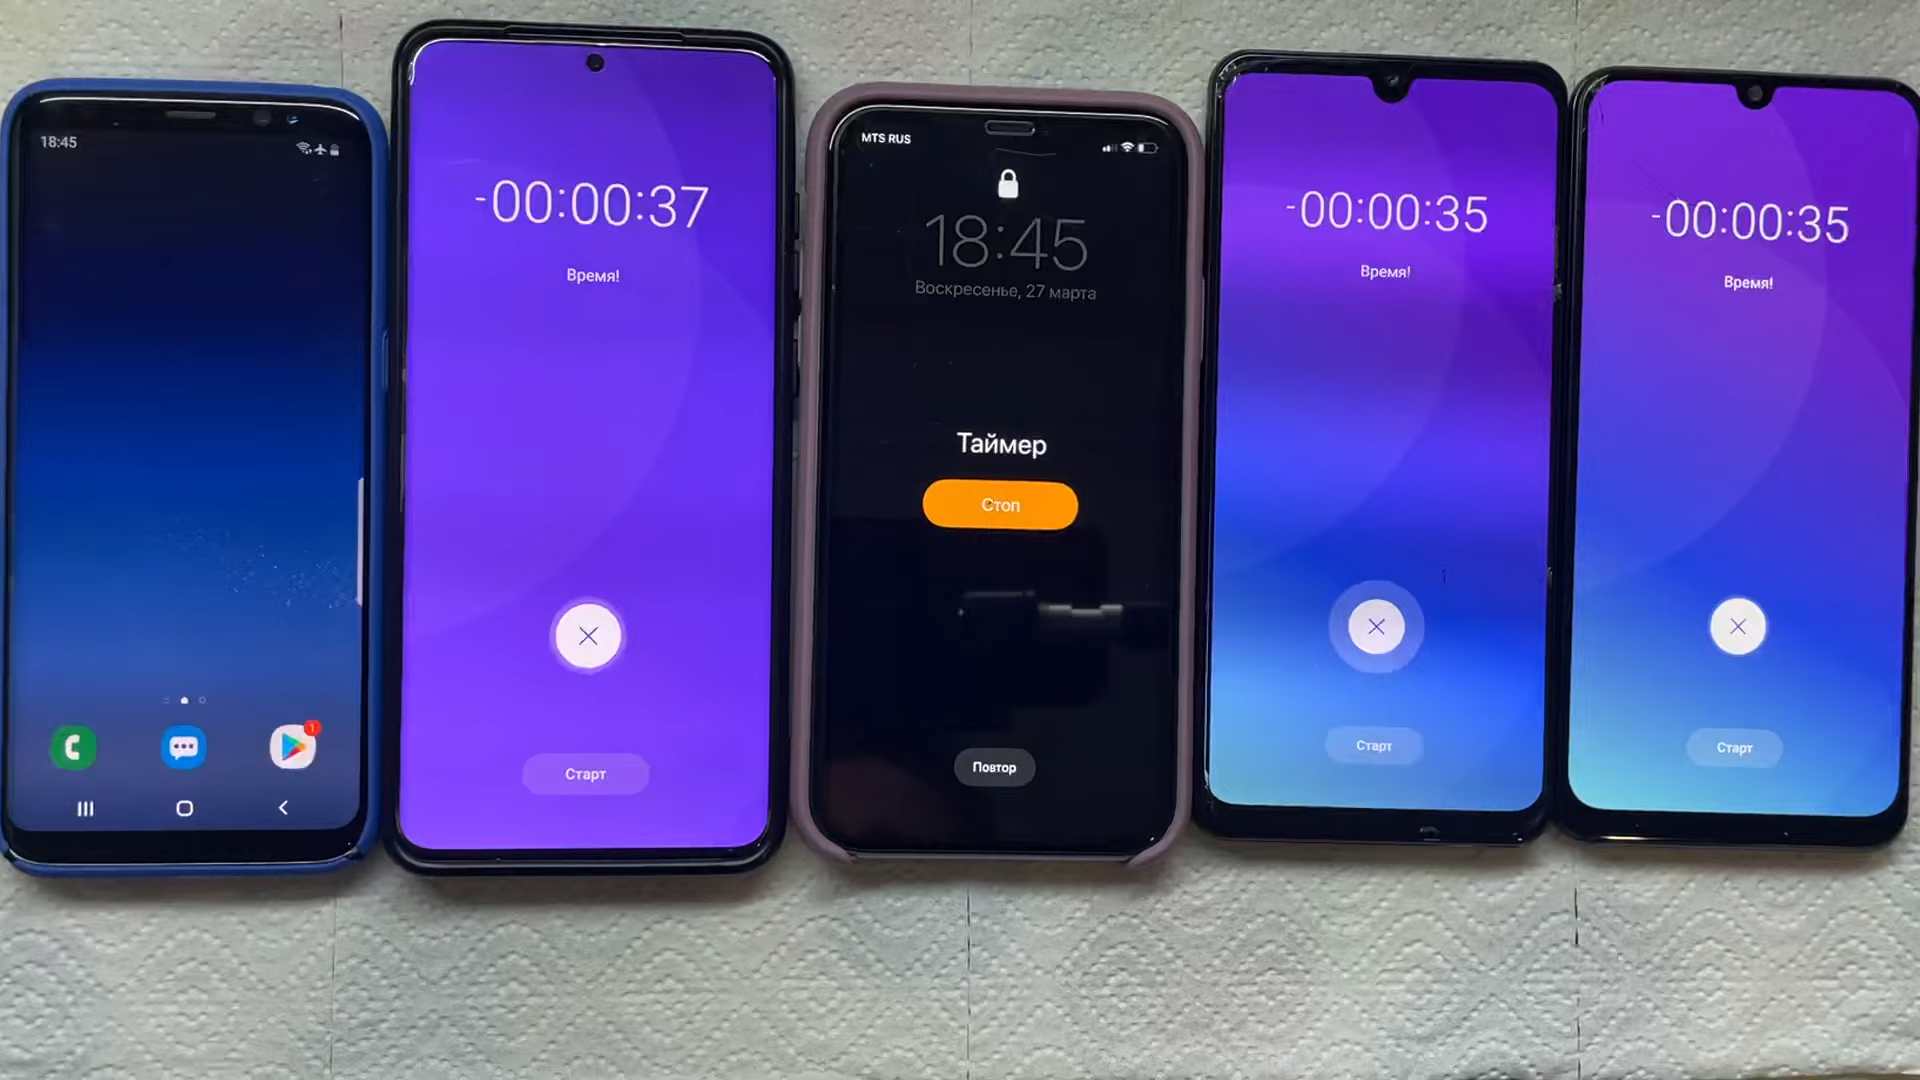 18:45
1
-00:00:37
Время!
Старт
MTS RUS
18:45
Воскресенье, 27 марта
Таймер
Стоп
Повтор
-00:00:35
Время!
Старт
-00:00:35
Время!
Старт